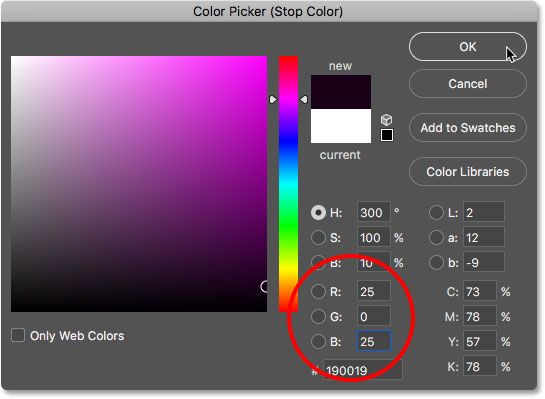 Color Picker (Stop Color)
new
current
OK
Cancel
Add to Swatches
Color Libraries
H: 300 °
S: 100 %
B: 10 %
R: 25
G: 0
B: 25
# 190019
L: 2
a: 12
b: -9
C: 73 %
M: 78 %
Y: 57 %
K: 78 %
Only Web Colors